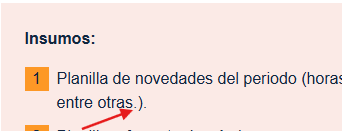 Insumos:
1 Planilla de novedades del periodo (horas
entre otras.).